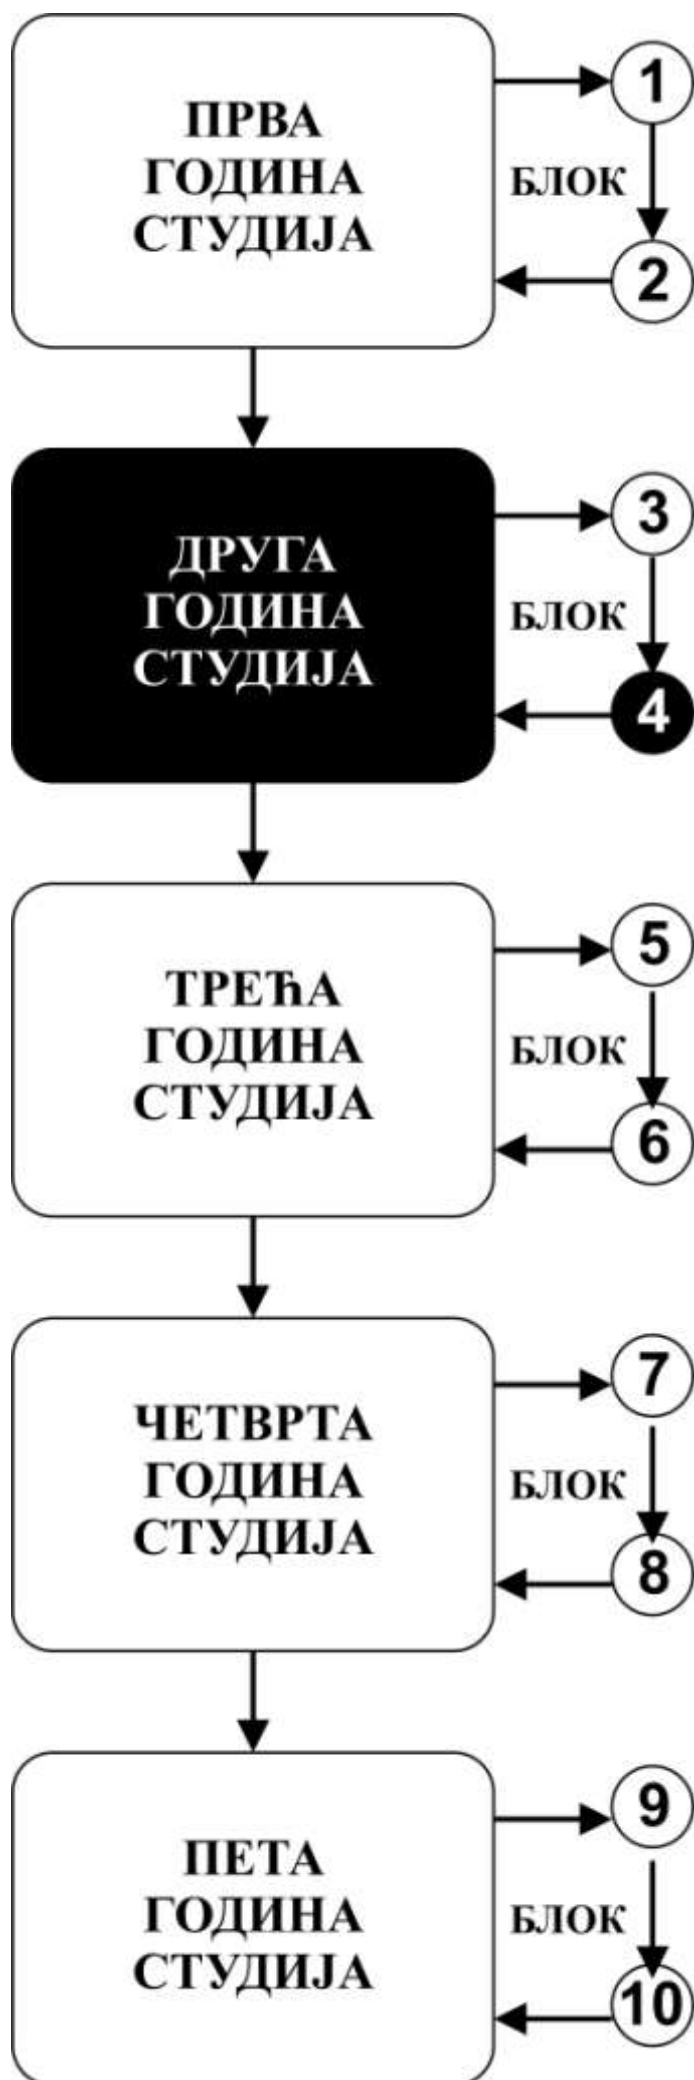 ПРВА
ГОДИНА
СТУДИЈА
1
БЛОК
2
ДРУГА
ГОДИНА
СТУДИЈА
3
БЛОК
4
ТРЕЋА
ГОДИНА
СТУДИЈА
5
БЛОК
6
ЧЕТВРТА
ГОДИНА
СТУДИЈА
7
БЛОК
8
ПЕТА
ГОДИНА
СТУДИЈА
9
БЛОК
10